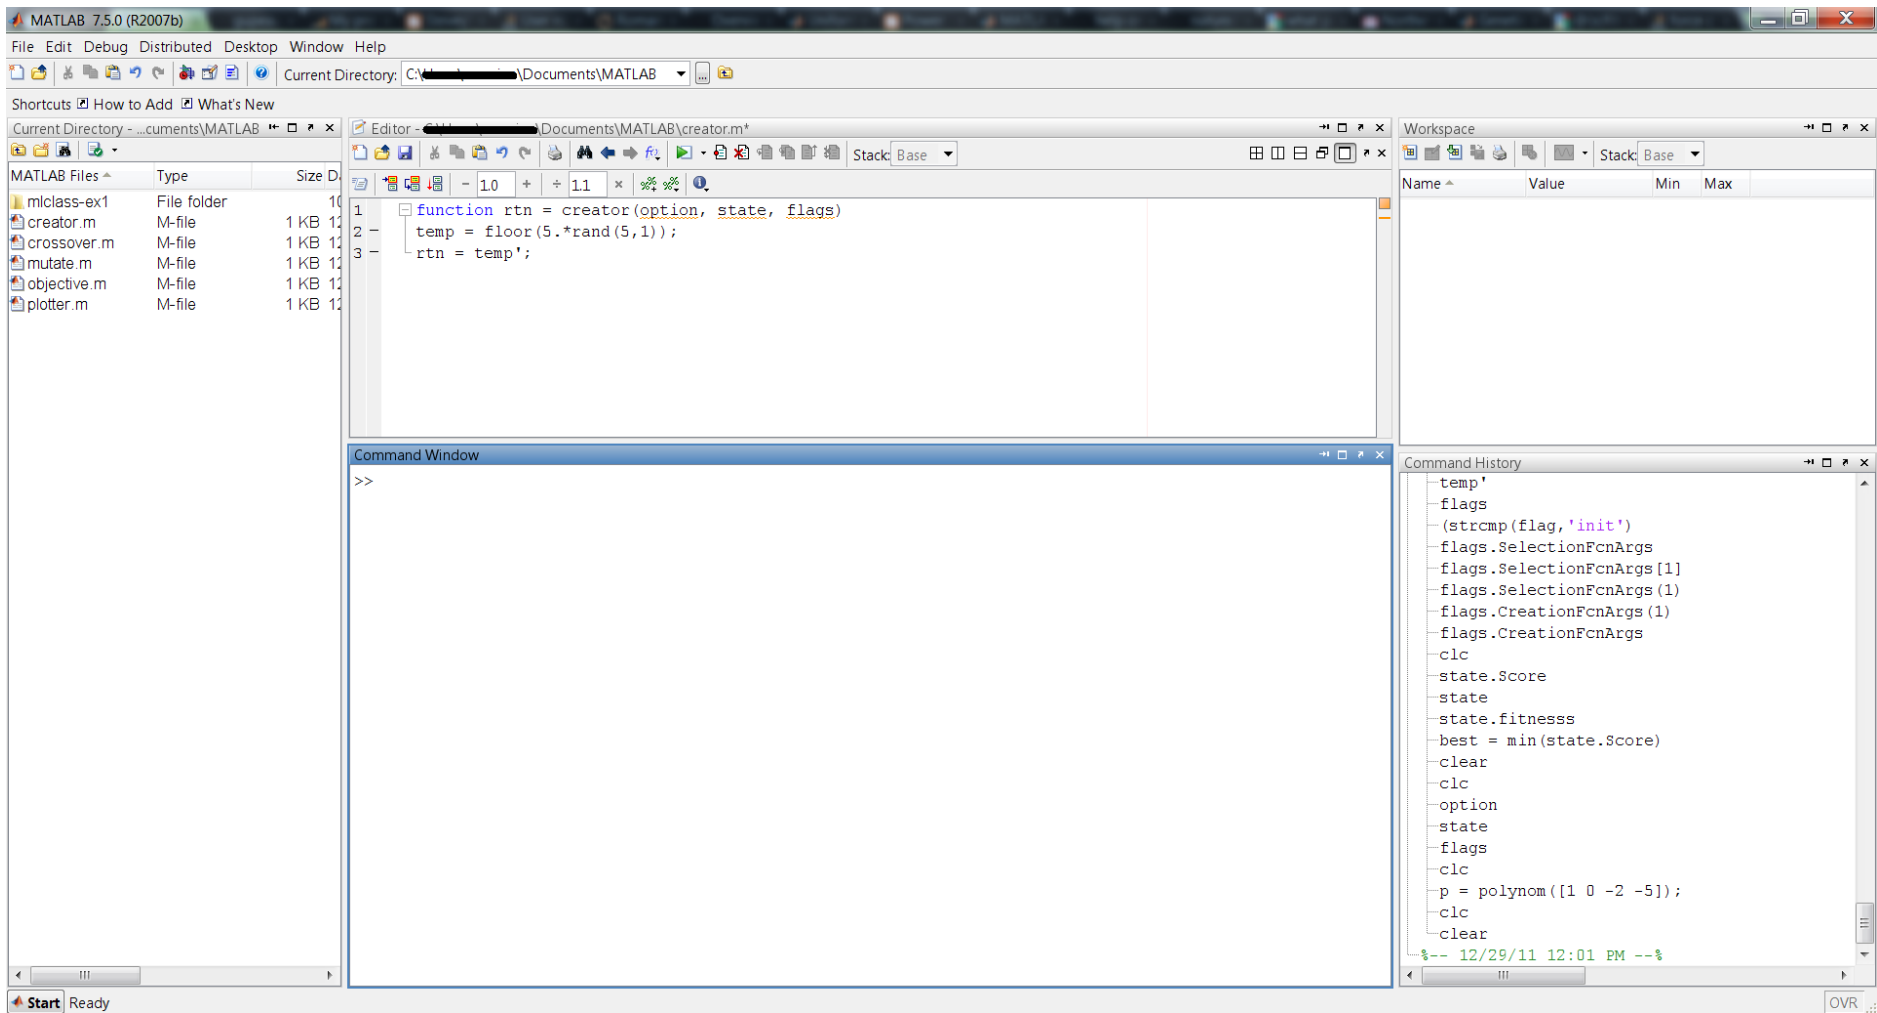 MATLAB 7.5.0 (R2007b)
File Edit Debug Distributed Desktop Window Help
Current Directory: C:\ \Documents\MATLAB
Shortcuts How to Add What's New
Current Directory - ...cuments\MATLAB
MATLAB Files Type Size D
mlclass-ex1 File folder 10
creator.m M-file 1 KB 12
crossover.m M-file 1 KB 12
mutate.m M-file 1 KB 12
objective.m M-file 1 KB 12
plotter.m M-file 1 KB 12
Editor - \Documents\MATLAB\creator.m*
Stack: Base
- 1.0 + ÷ 1.1 ×
1 function rtn = creator(option, state, flags)
2 - temp = floor(5.*rand(5,1));
3 - rtn = temp';
Command Window
>>
Workspace
Stack: Base
Name Value Min Max
Command History
temp'
flags
(strcmp(flag,'init')
flags.SelectionFcnArgs
flags.SelectionFcnArgs[1]
flags.SelectionFcnArgs(1)
flags.CreationFcnArgs(1)
flags.CreationFcnArgs
clc
state.Score
state
state.fitnesss
best = min(state.Score)
clear
clc
option
state
flags
clc
p = polynom([1 0 -2 -5]);
clc
clear
%-- 12/29/11 12:01 PM --%
Start Ready
OVR